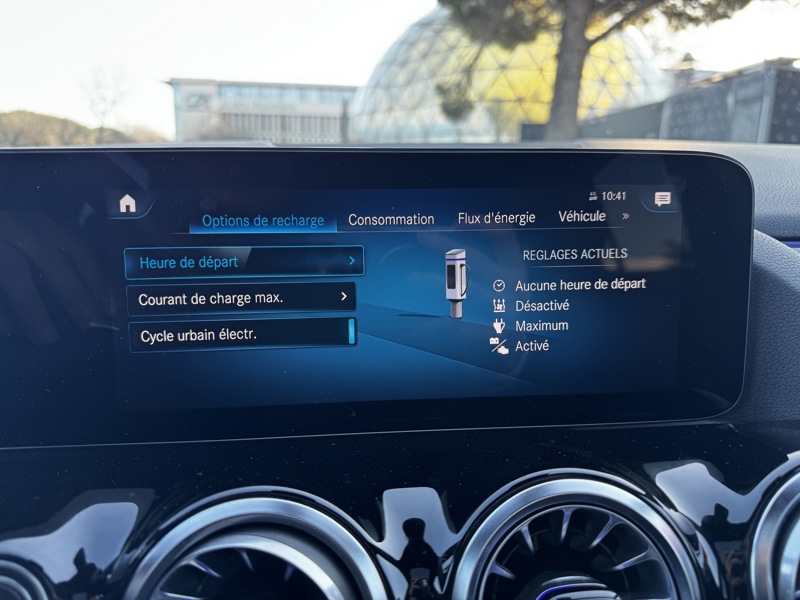 4G 10:41
Options de recharge Consommation Flux d'énergie Véhicule »
Heure de départ
Courant de charge max.
Cycle urbain électr.
REGLAGES ACTUELS
Aucune heure de départ
Désactivé
Maximum
Activé